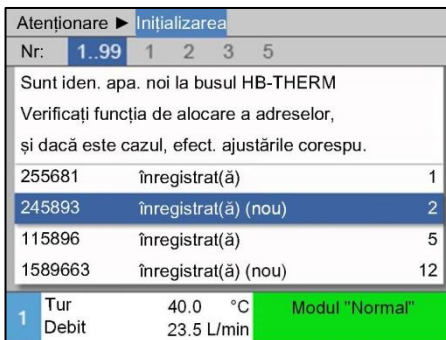 Atenționare ► Inițializarea
Nr: 1..99 1 2 3 5
Sunt iden. apa. noi la busul HB-THERM
Verificați funcția de alocare a adreselor,
și dacă este cazul, efect. ajustările corespu.
255681 înregistrat(ă) 1
245893 înregistrat(ă) (nou) 2
115896 înregistrat(ă) 5
1589663 înregistrat(ă) (nou) 12
1 Tur 40.0 °C Modul "Normal"
Debit 23.5 L/min